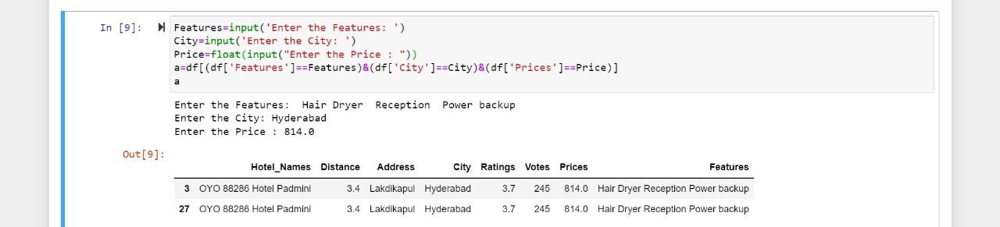 In [9]:
Features=input('Enter the Features: ')
City=input('Enter the City: ')
Price=float(input("Enter the Price : "))
a=df[(df['Features']==Features)&(df['City']==City)&(df['Prices']==Price)]
a
Enter the Features:  Hair Dryer  Reception  Power backup
Enter the City: Hyderabad
Enter the Price : 814.0
Out[9]:
Hotel_Names Distance Address City Ratings Votes Prices Features
3 OYO 88286 Hotel Padmini 3.4 Lakdikapul Hyderabad 3.7 245 814.0 Hair Dryer Reception Power backup
27 OYO 88286 Hotel Padmini 3.4 Lakdikapul Hyderabad 3.7 245 814.0 Hair Dryer Reception Power backup